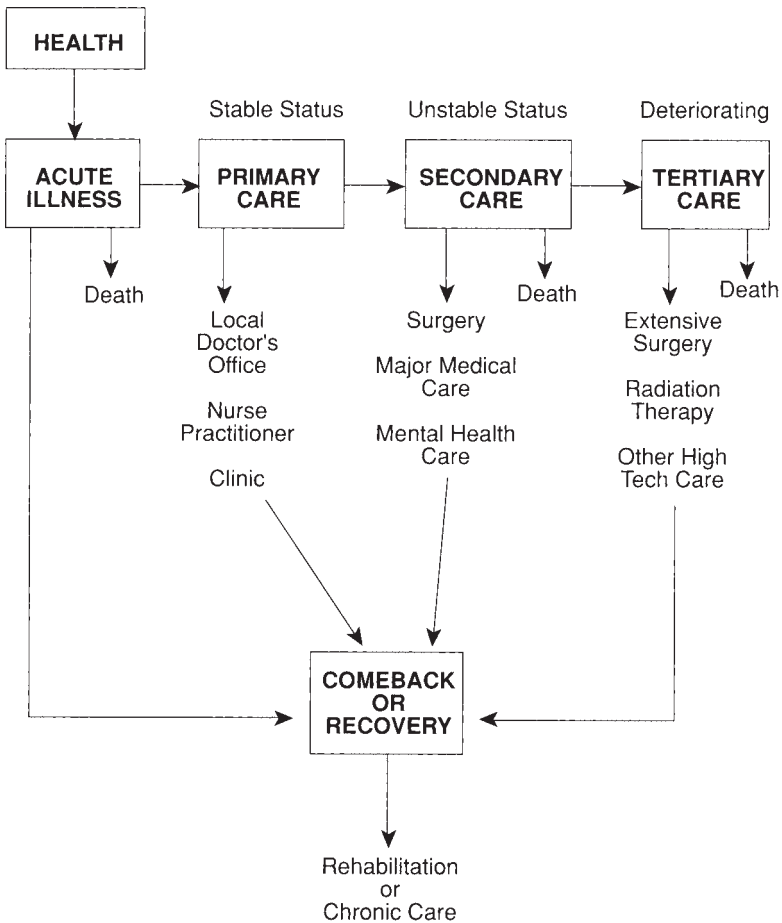 HEALTH
Stable Status
Unstable Status
Deteriorating
ACUTE
ILLNESS
PRIMARY
CARE
SECONDARY
CARE
TERTIARY
CARE
Death
Local
Doctor's
Office
Nurse
Practitioner
Clinic
Surgery
Major Medical
Care
Mental Health
Care
Death
Extensive
Surgery
Radiation
Therapy
Other High
Tech Care
Death
COMEBACK
OR
RECOVERY
Rehabilitation
or
Chronic Care